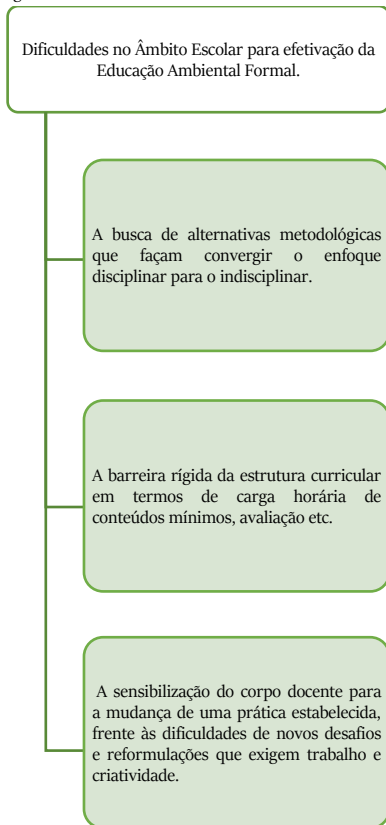 Dificuldades no Âmbito Escolar para efetivação da
Educação Ambiental Formal.
A busca de alternativas metodológicas
que façam convergir o enfoque
disciplinar para o indisciplinar.
A barreira rígida da estrutura curricular
em termos de carga horária de
conteúdos mínimos, avaliação etc.
A sensibilização do corpo docente para
a mudança de uma prática estabelecida,
frente às dificuldades de novos desafios
e reformulações que exigem trabalho e
criatividade.